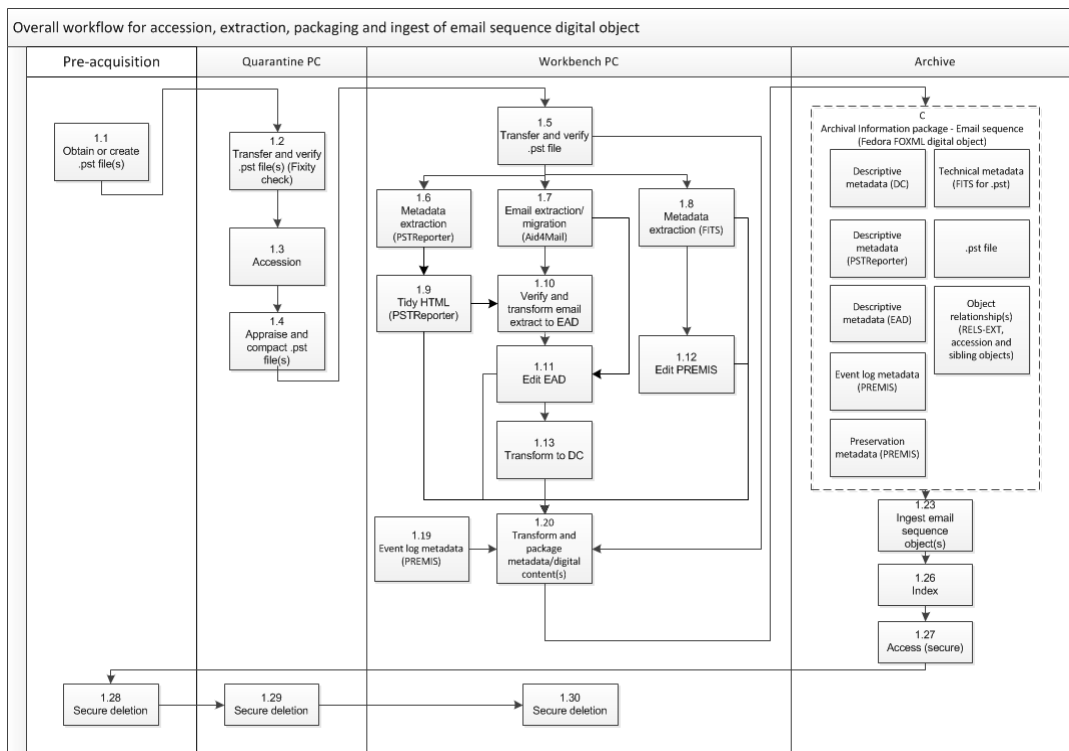 Overall workflow for accession, extraction, packaging and ingest of email sequence digital object
Pre-acquisition
Quarantine PC
Workbench PC
Archive
1.1
Obtain or create
.pst file(s)
1.2
Transfer and verify
.pst file(s) (Fixity
check)
1.3
Accession
1.4
Appraise and
compact .pst
file(s)
1.5
Transfer and verify
.pst file
1.6
Metadata
extraction
(PSTReporter)
1.7
Email extraction/
migration
(Aid4Mail)
1.8
Metadata
extraction (FITS)
1.9
Tidy HTML
(PSTReporter)
1.10
Verify and
transform email
extract to EAD
1.11
Edit EAD
1.12
Edit PREMIS
1.13
Transform to DC
1.19
Event log metadata
(PREMIS)
1.20
Transform and
package
metadata/digital
content(s)
C
Archival Information package - Email sequence
(Fedora FOXML digital object)
Descriptive
metadata (DC)
Technical metadata
(FITS for .pst)
Descriptive
metadata
(PSTReporter)
.pst file
Descriptive
metadata (EAD)
Object
relationship(s)
(RELS-EXT,
accession and
sibling objects)
Event log metadata
(PREMIS)
Preservation
metadata (PREMIS)
1.23
Ingest email
sequence
object(s)
1.26
Index
1.27
Access (secure)
1.28
Secure deletion
1.29
Secure deletion
1.30
Secure deletion